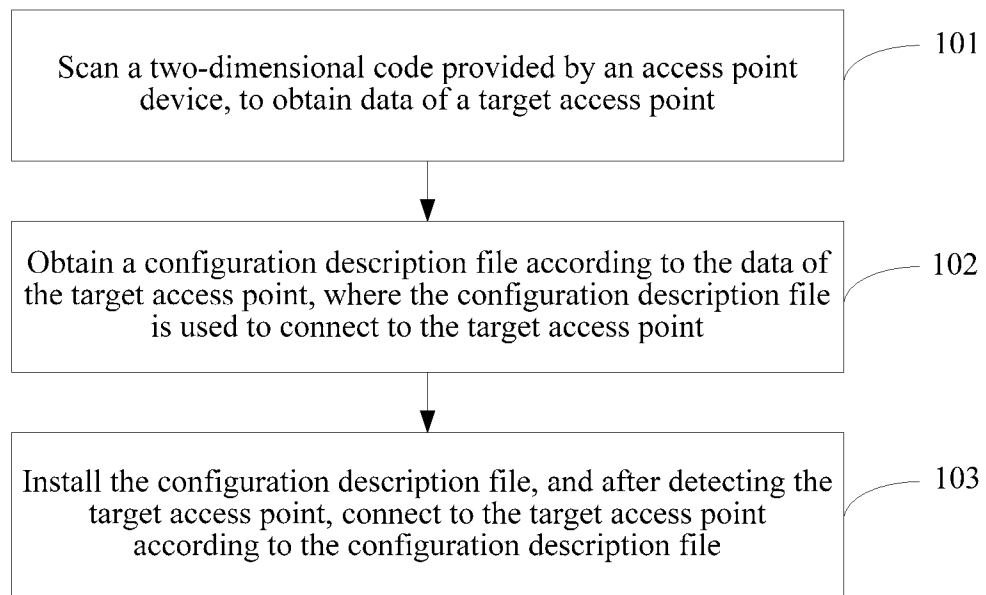 Scan a two-dimensional code provided by an access point
device, to obtain data of a target access point
101
Obtain a configuration description file according to the data of
the target access point, where the configuration description file
is used to connect to the target access point
102
Install the configuration description file, and after detecting the
target access point, connect to the target access point
according to the configuration description file
103